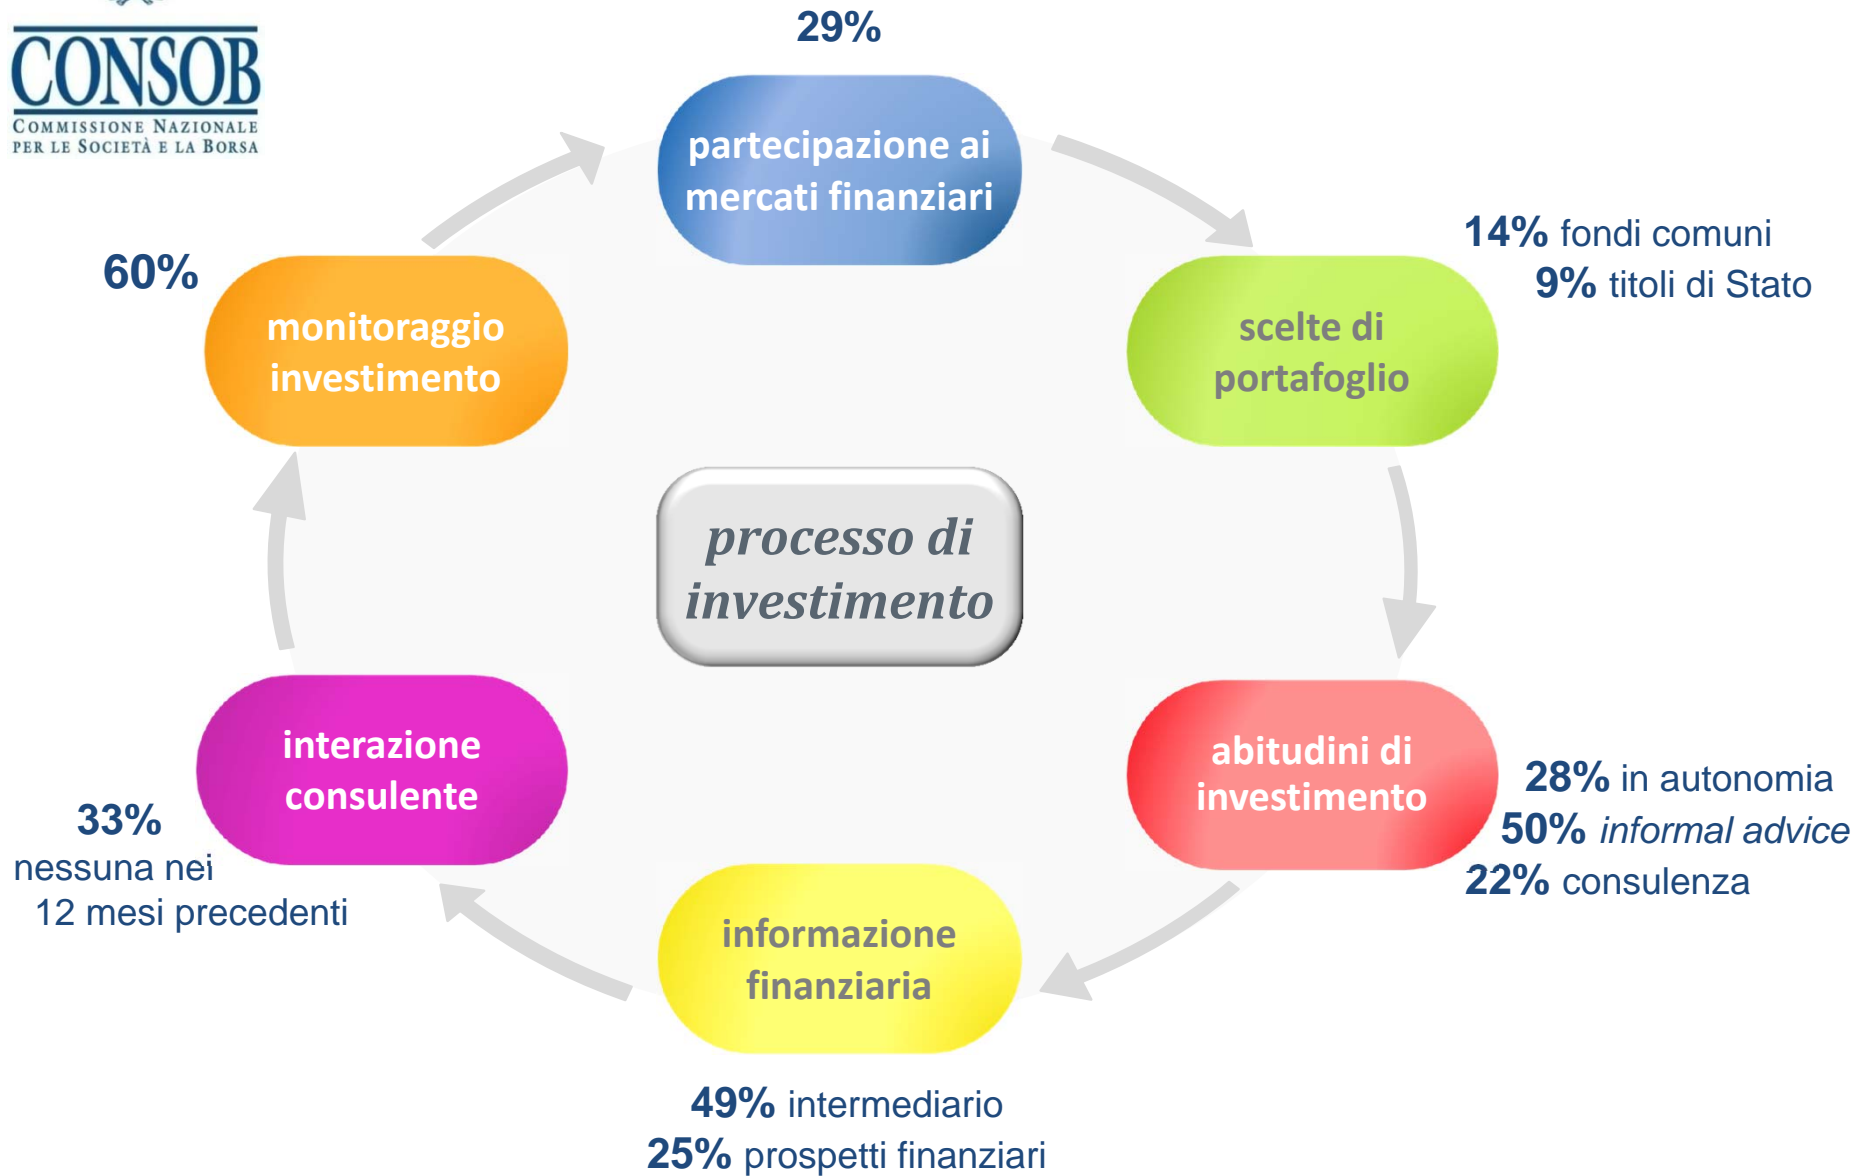 CONSOB
COMMISSIONE NAZIONALE
PER LE SOCIETÀ E LA BORSA
29%
partecipazione ai
mercati finanziari
14% fondi comuni
9% titoli di Stato
scelte di
portafoglio
abitudini di
investimento
28% in autonomia
50% informal advice
22% consulenza
informazione
finanziaria
49% intermediario
25% prospetti finanziari
interazione
consulente
33%
nessuna nei
12 mesi precedenti
60%
monitoraggio
investimento
processo di
investimento